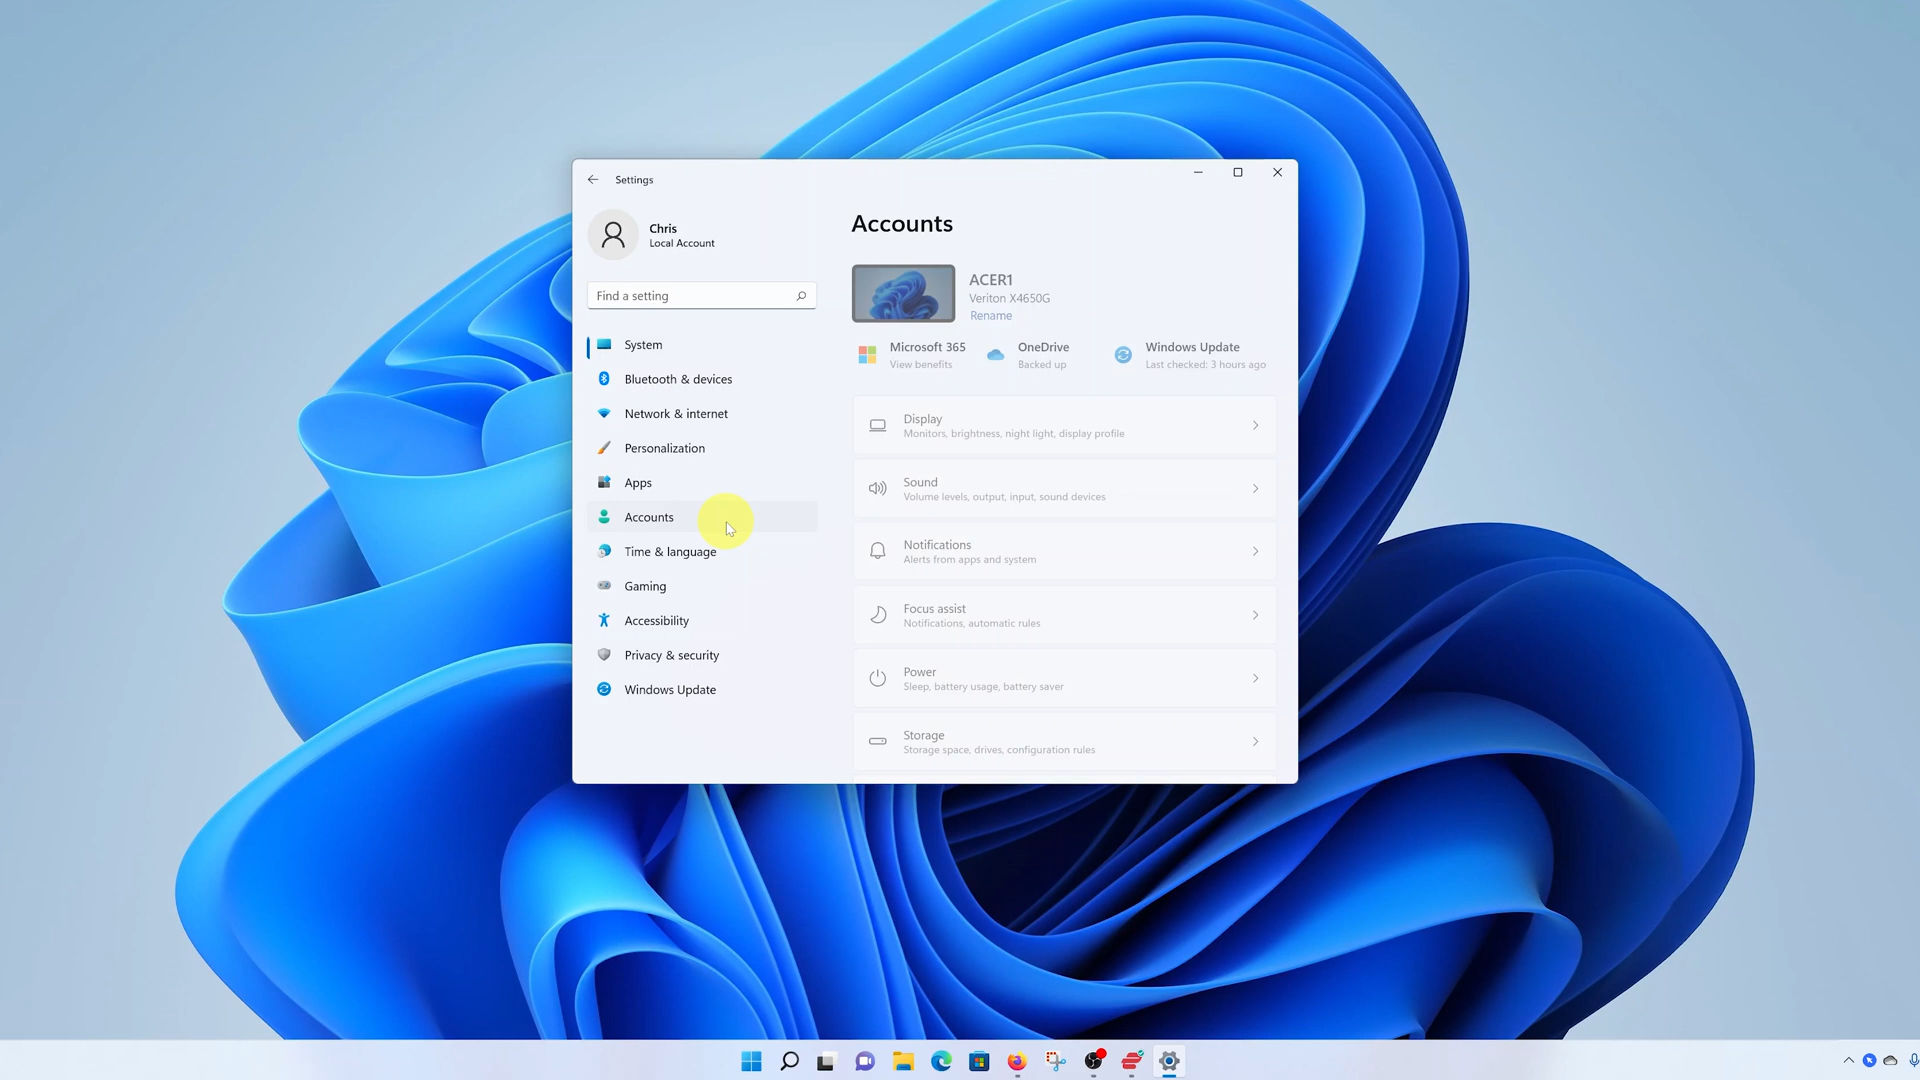 Settings
Chris
Local Account
Find a setting
System
Bluetooth & devices
Network & internet
Personalization
Apps
Accounts
Time & language
Gaming
Accessibility
Privacy & security
Windows Update
Accounts
ACER1
Veriton X4650G
Rename
Microsoft 365
View benefits
OneDrive
Backed up
Windows Update
Last checked: 3 hours ago
Display
Monitors, brightness, night light, display profile
Sound
Volume levels, output, input, sound devices
Notifications
Alerts from apps and system
Focus assist
Notifications, automatic rules
Power
Sleep, battery usage, battery saver
Storage
Storage space, drives, configuration rules